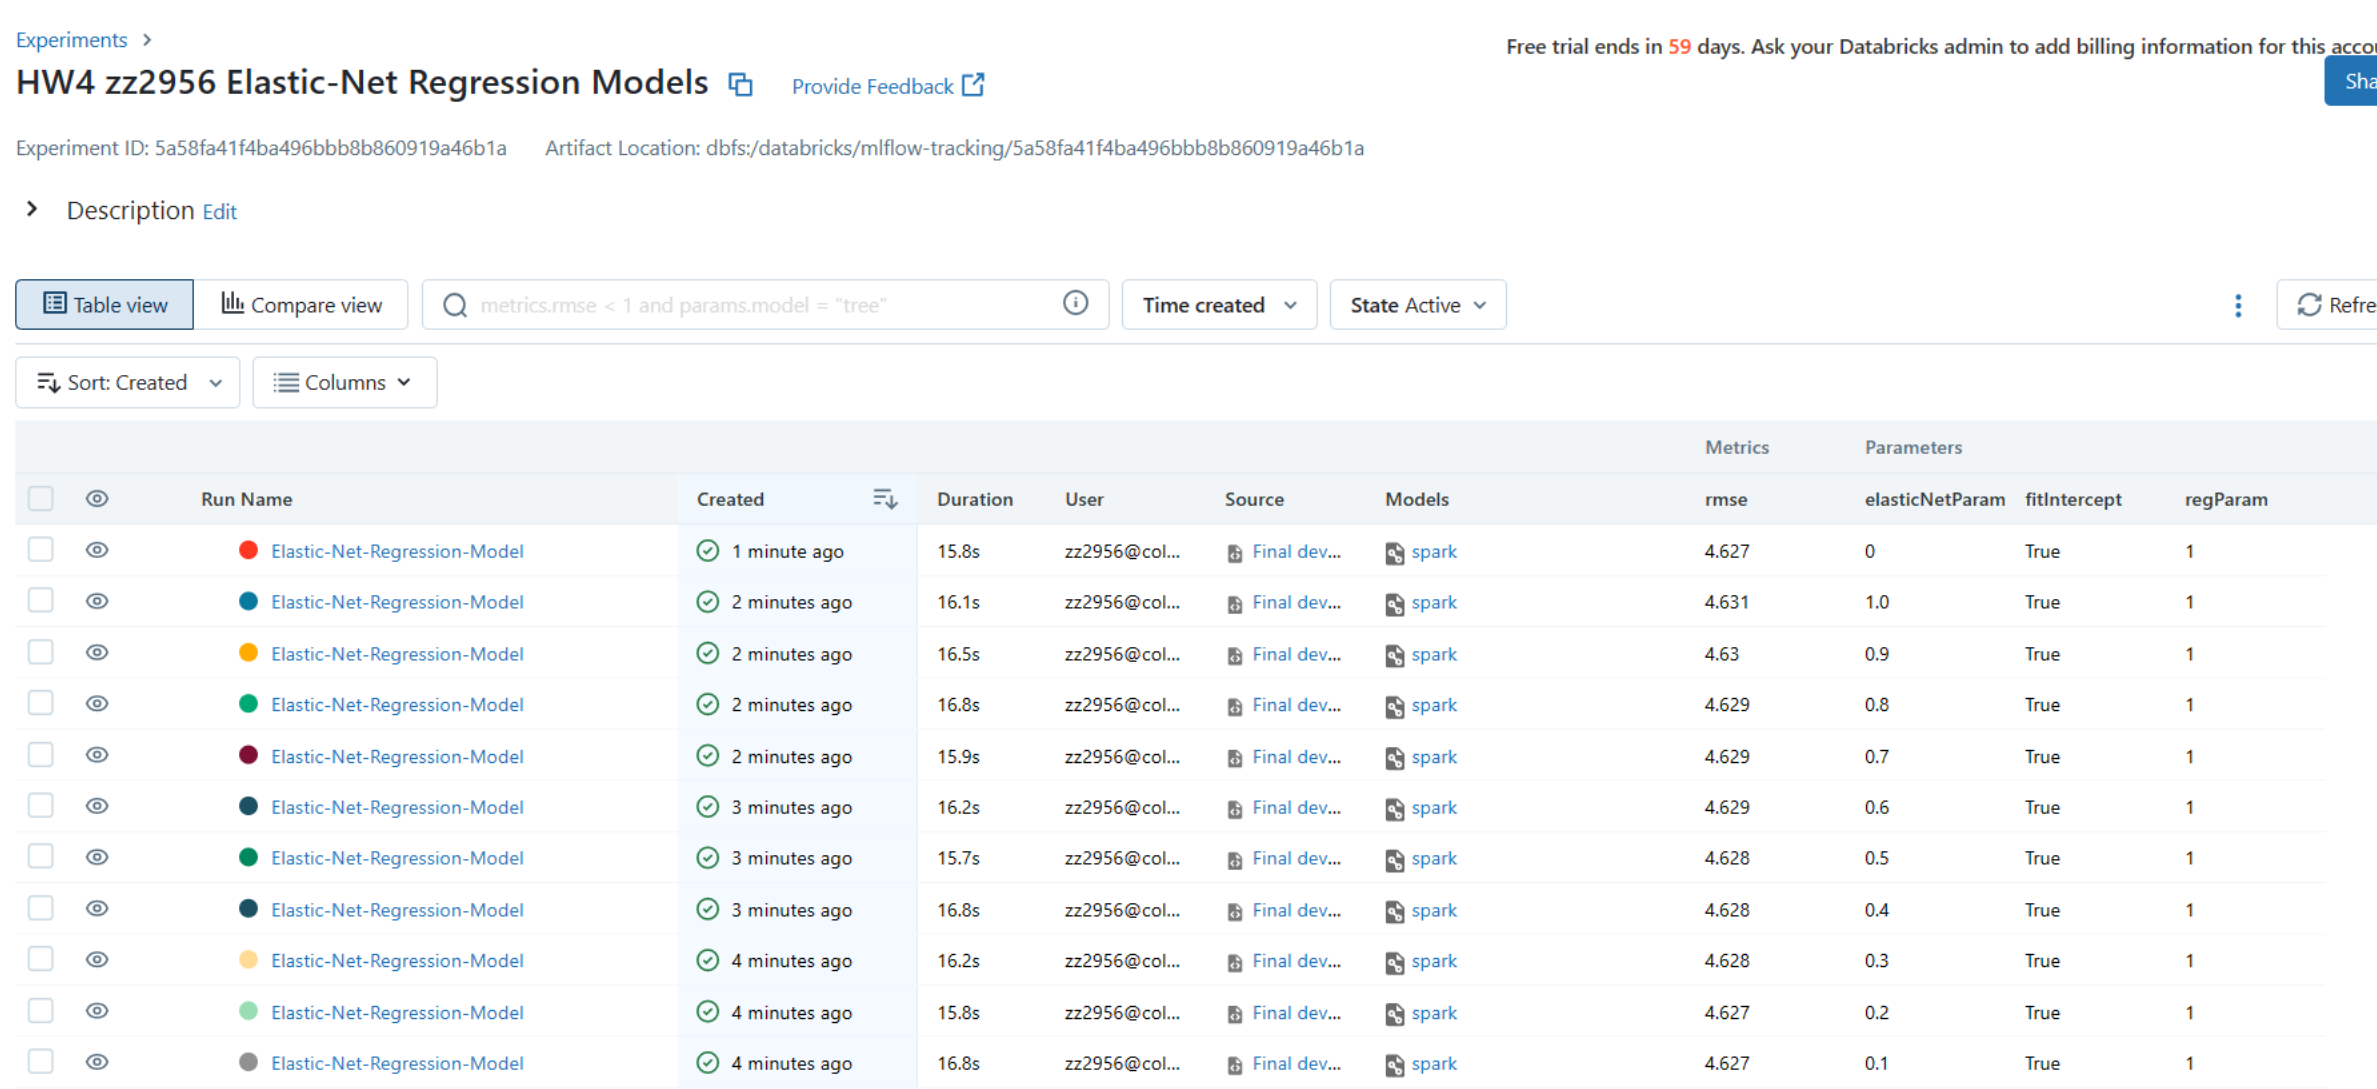 Experiments
Free trial ends in 59 days. Ask your Databricks admin to add billing information for this
HW4 zz2956 Elastic-Net Regression Models Provide Feedback
Experiment ID: 5a58fa41f4ba496bbb8b860919a46b1a Artifact Location: dbfs:/databricks/mlflow-tracking/5a58fa41f4ba496bbb8b860919a46b1a
Description Edit
Table view Compare view metrics.rmse < 1 and params.model = "tree" Time created State Active
Sort: Created Columns
Metrics Parameters
Run Name Created Duration User Source Models rmse elasticNetParam fitIntercept regParam
Elastic-Net-Regression-Model 1 minute ago 15.8s zz2956@col... Final dev... spark 4.627 0 True 1
Elastic-Net-Regression-Model 2 minutes ago 16.1s zz2956@col... Final dev... spark 4.631 1.0 True 1
Elastic-Net-Regression-Model 2 minutes ago 16.5s zz2956@col... Final dev... spark 4.63 0.9 True 1
Elastic-Net-Regression-Model 2 minutes ago 16.8s zz2956@col... Final dev... spark 4.629 0.8 True 1
Elastic-Net-Regression-Model 2 minutes ago 15.9s zz2956@col... Final dev... spark 4.629 0.7 True 1
Elastic-Net-Regression-Model 3 minutes ago 16.2s zz2956@col... Final dev... spark 4.629 0.6 True 1
Elastic-Net-Regression-Model 3 minutes ago 15.7s zz2956@col... Final dev... spark 4.628 0.5 True 1
Elastic-Net-Regression-Model 3 minutes ago 16.8s zz2956@col... Final dev... spark 4.628 0.4 True 1
Elastic-Net-Regression-Model 4 minutes ago 16.2s zz2956@col... Final dev... spark 4.628 0.3 True 1
Elastic-Net-Regression-Model 4 minutes ago 15.8s zz2956@col... Final dev... spark 4.627 0.2 True 1
Elastic-Net-Regression-Model 4 minutes ago 16.8s zz2956@col... Final dev... spark 4.627 0.1 True 1